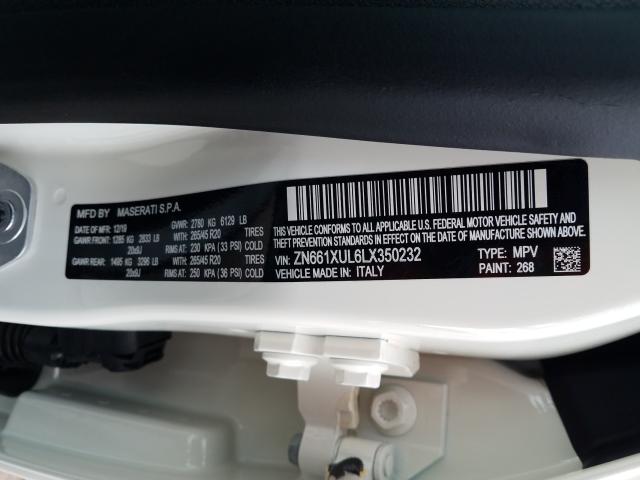 MFD BY MASERATI S.P.A.
MFD: 12/19 GVWR: 2780 KG 6129 LB
GAWR FRONT: 1285 KG 2833 LB WITH: 265/45 R20 TIRES
20x9J RIMS AT: 230 KPA (33 PSI) COLD
GAWR REAR: 1495 KG 3296 LB WITH: 265/45 R20 TIRES
20x9J RIMS AT: 250 KPA (36 PSI) COLD
THIS VEHICLE CONFORMS TO ALL APPLICABLE U.S. FEDERAL MOTOR VEHICLE SAFETY AND
THEFT PREVENTION STANDARDS IN EFFECT ON THE DATE OF MANUFACTURE SHOWN ABOVE.
VIN: ZN661XUL6LX350232 TYPE: MPV
VEHICLE MADE IN: ITALY PAINT: 268